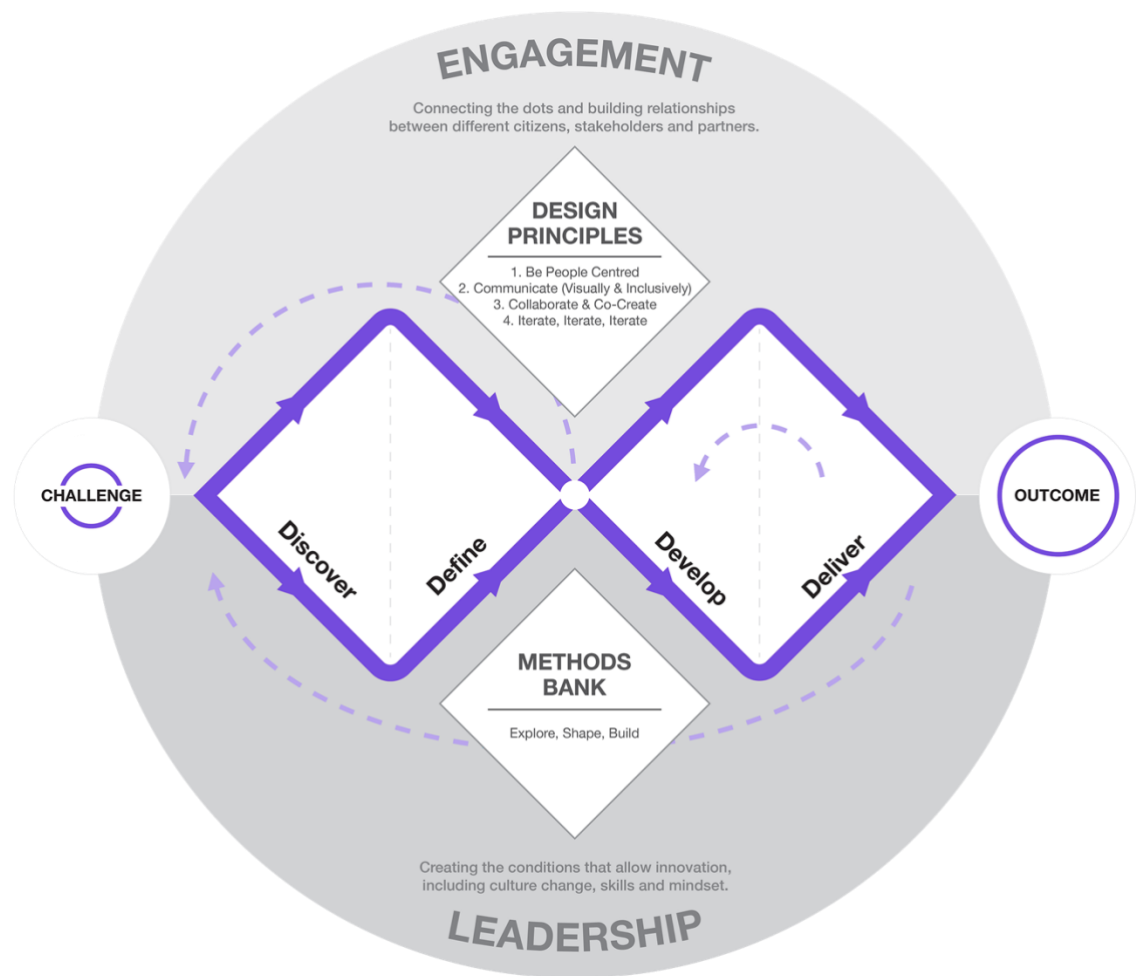 ENGAGEMENT
Connecting the dots and building relationships
between different citizens, stakeholders and partners.
DESIGN
PRINCIPLES
1. Be People Centred
2. Communicate (Visually & Inclusively)
3. Collaborate & Co-Create
4. Iterate, Iterate, Iterate
CHALLENGE
OUTCOME
Discover
Define
Develop
Deliver
METHODS
BANK
Explore, Shape, Build
Creating the conditions that allow innovation,
including culture change, skills and mindset.
LEADERSHIP